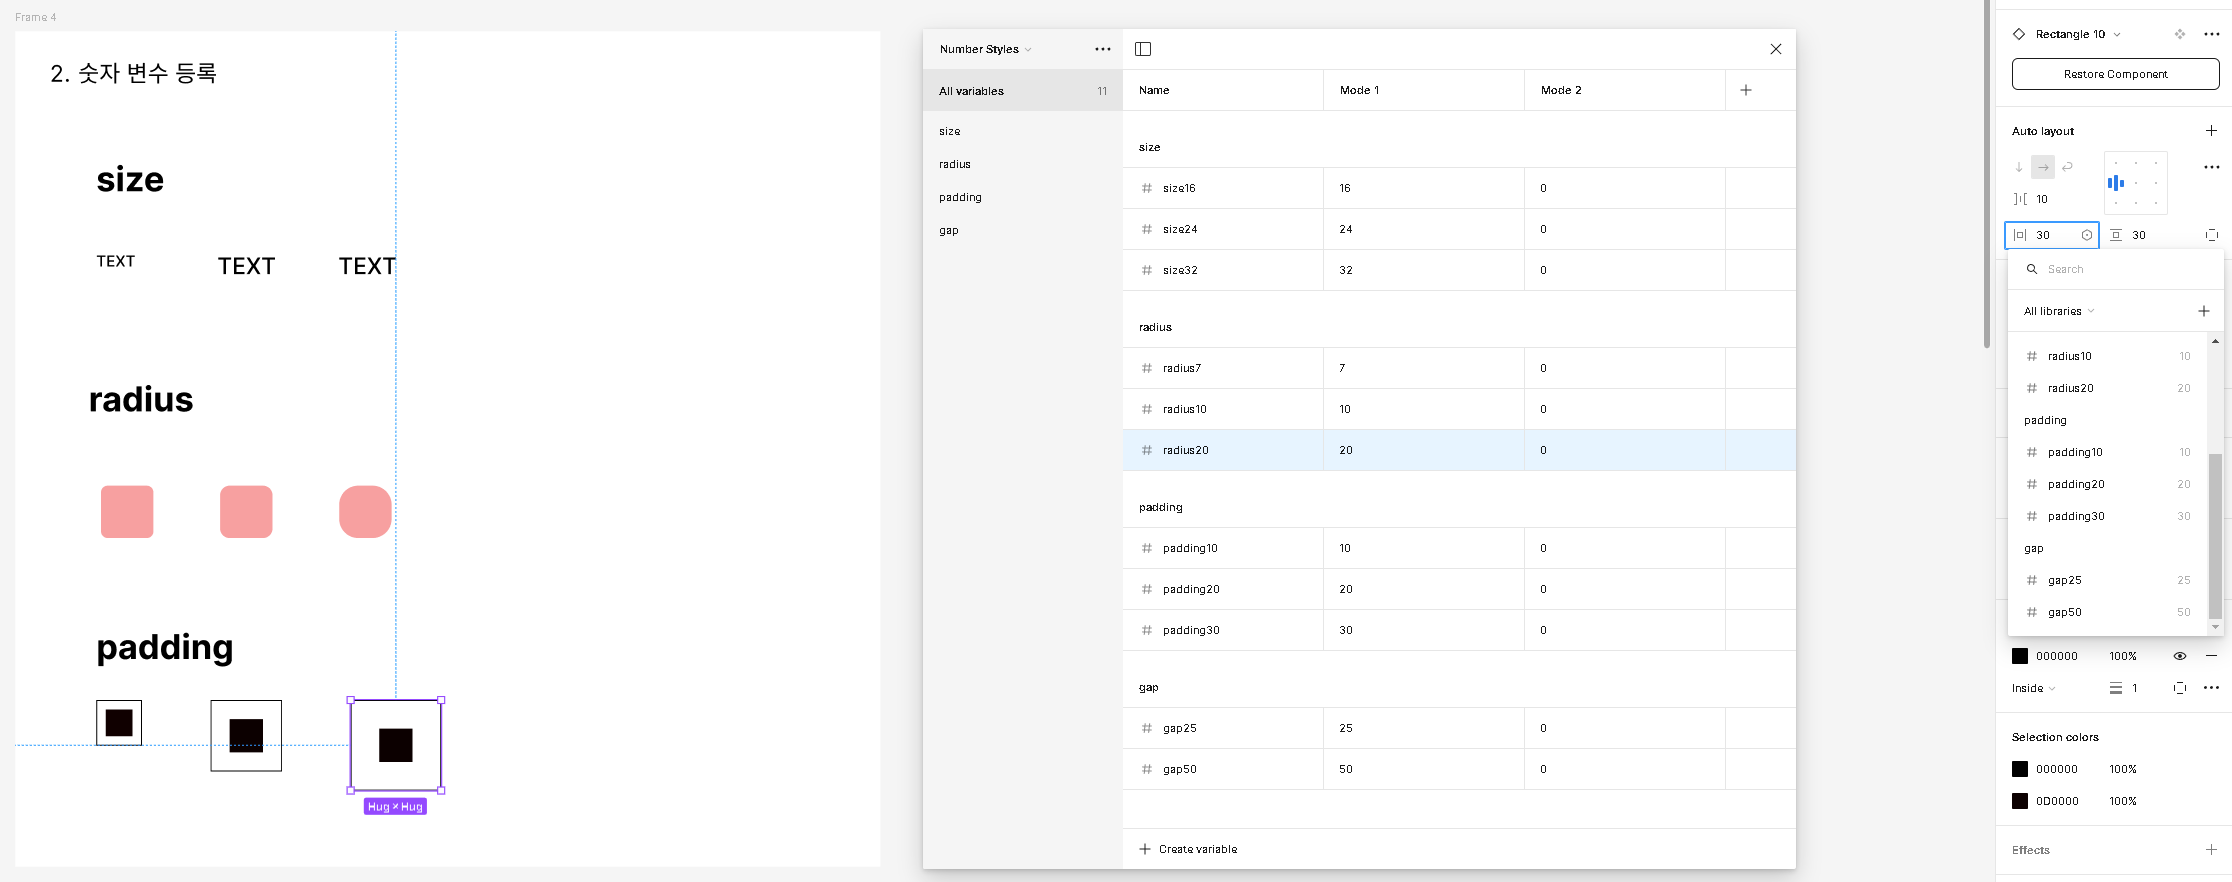 Frame 4
2. 숫자 변수 등록
size
TEXT TEXT TEXT
radius
padding
Hug × Hug
Number Styles
All variables 11
size
radius
padding
gap
Name Mode 1 Mode 2
size
size16 16 0
size24 24 0
size32 32 0
radius
radius7 7 0
radius10 10 0
radius20 20 0
padding
padding10 10 0
padding20 20 0
padding30 30 0
gap
gap25 25 0
gap50 50 0
Create variable
Rectangle 10
Restore Component
Auto layout
10
30 30
Search
All libraries
radius10 10
radius20 20
padding
padding10 10
padding20 20
padding30 30
gap
gap25 25
gap50 50
000000 100%
Inside 1
Selection colors
000000 100%
0D0000 100%
Effects